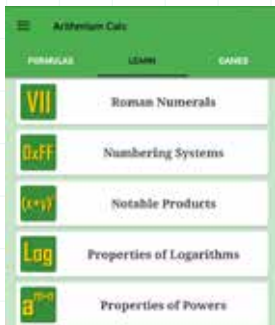 Arithmetium Calc
FORMULAS LEARN GAMES
VII Roman Numerals
0xFF Numbering Systems
(x+y)² Notable Products
Log Properties of Logarithms
Properties of Powers